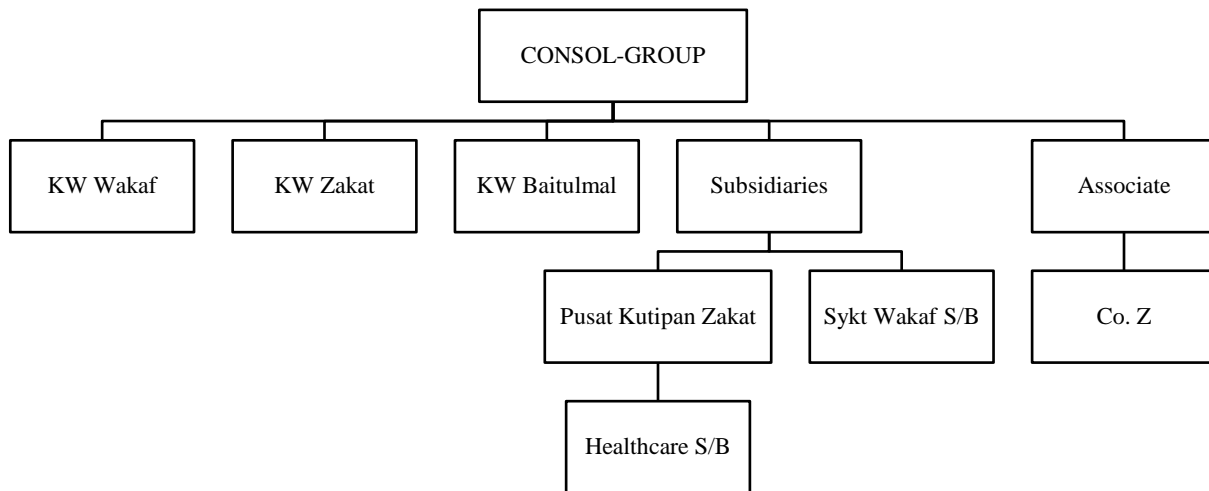 CONSOL-GROUP
KW Wakaf
KW Zakat
KW Baitulmal
Subsidiaries
Associate
Pusat Kutipan Zakat
Sykt Wakaf S/B
Co. Z
Healthcare S/B